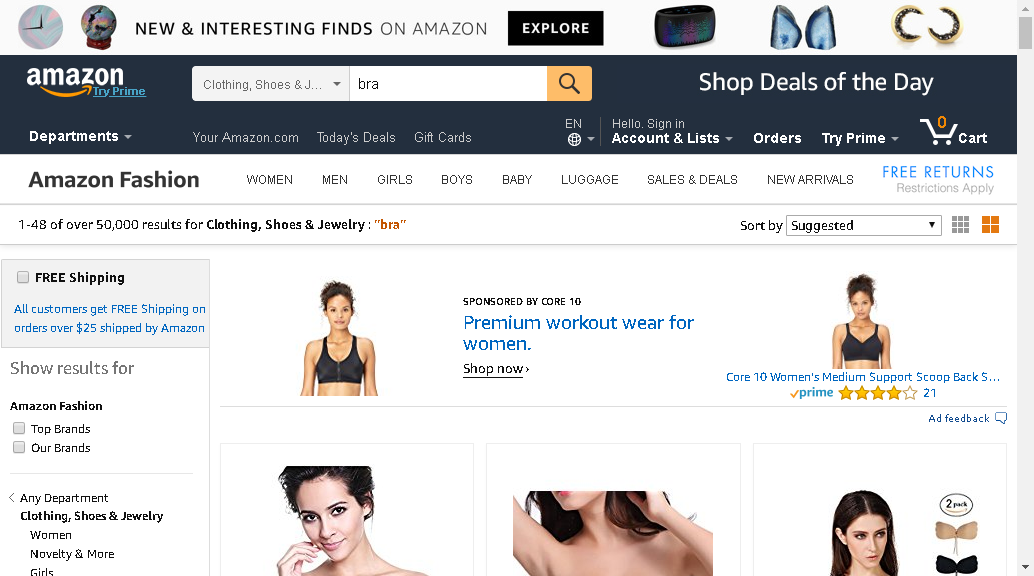 NEW & INTERESTING FINDS ON AMAZON EXPLORE
amazon
Try Prime
Clothing, Shoes & J...
bra
Shop Deals of the Day
Departments
Your Amazon.com
Today's Deals
Gift Cards
EN
Hello. Sign in
Account & Lists
Orders
Try Prime
0
Cart
Amazon Fashion
WOMEN
MEN
GIRLS
BOYS
BABY
LUGGAGE
SALES & DEALS
NEW ARRIVALS
FREE RETURNS
Restrictions Apply
1-48 of over 50,000 results for Clothing, Shoes & Jewelry : "bra"
Sort by Suggested
FREE Shipping
All customers get FREE Shipping on
orders over $25 shipped by Amazon
Show results for
Amazon Fashion
Top Brands
Our Brands
Any Department
Clothing, Shoes & Jewelry
Women
Novelty & More
Girls
SPONSORED BY CORE 10
Premium workout wear for
women.
Shop now ›
Core 10 Women's Medium Support Scoop Back S...
prime 21
Ad feedback
2 pack